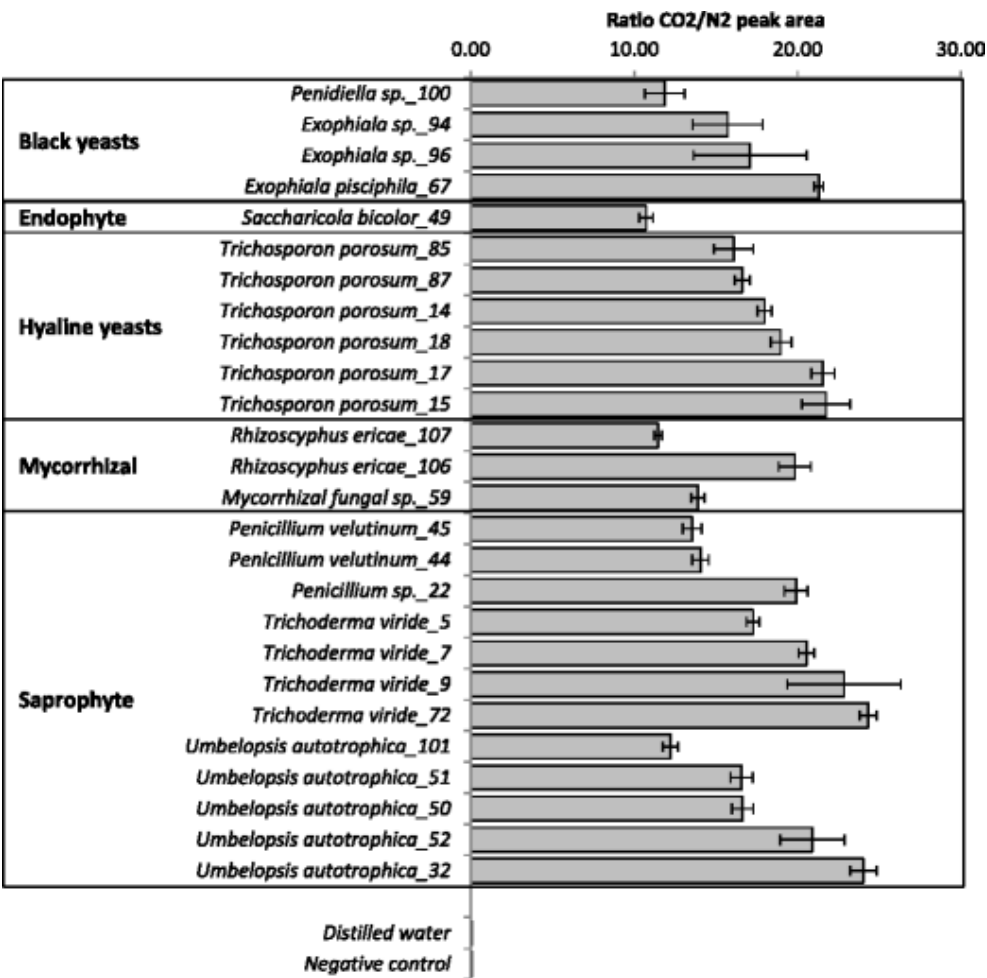 Ratio CO2/N2 peak area
0.00 10.00 20.00 30.00
Black yeasts
Penidiella sp._100
Exophiala sp._94
Exophiala sp._96
Exophiala pisciphila_67
Endophyte
Saccharicola bicolor_49
Hyaline yeasts
Trichosporon porosum_85
Trichosporon porosum_87
Trichosporon porosum_14
Trichosporon porosum_18
Trichosporon porosum_17
Trichosporon porosum_15
Mycorrhizal
Rhizoscyphus ericae_107
Rhizoscyphus ericae_106
Mycorrhizal fungal sp._59
Saprophyte
Penicillium velutinum_45
Penicillium velutinum_44
Penicillium sp._22
Trichoderma viride_5
Trichoderma viride_7
Trichoderma viride_9
Trichoderma viride_72
Umbelopsis autotrophica_101
Umbelopsis autotrophica_51
Umbelopsis autotrophica_50
Umbelopsis autotrophica_52
Umbelopsis autotrophica_32
Distilled water
Negative control